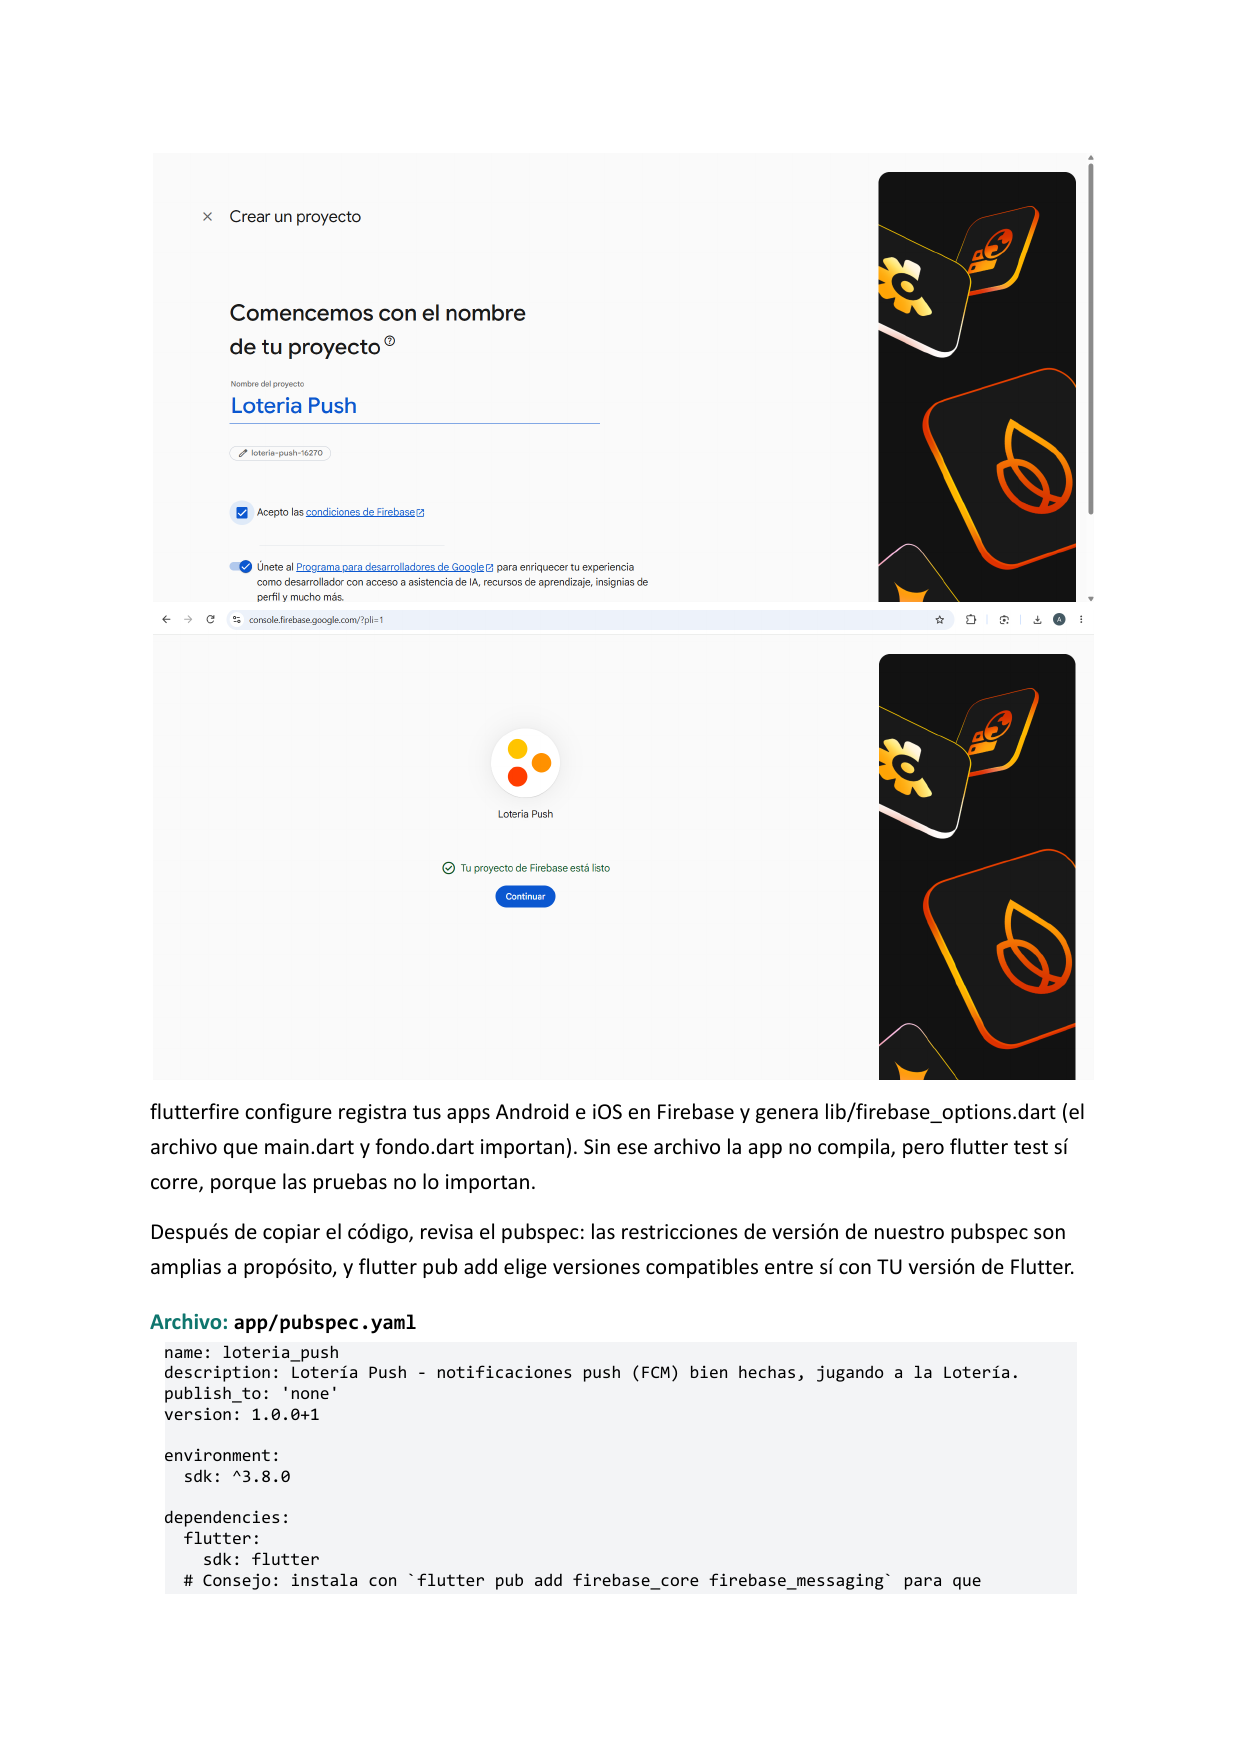 Crear un proyecto
Comencemos con el nombre
de tu proyecto
Nombre del proyecto
Loteria Push
loteria-push-16270
Acepto las condiciones de Firebase
Únete al Programa para desarrolladores de Google para enriquecer tu experiencia
como desarrollador con acceso a asistencia de IA, recursos de aprendizaje, insignias de
perfil y mucho más.
console.firebase.google.com/?pli=1
A
Loteria Push
Tu proyecto de Firebase está listo
Continuar
flutterfire configure registra tus apps Android e iOS en Firebase y genera lib/firebase_options.dart (el
archivo que main.dart y fondo.dart importan). Sin ese archivo la app no compila, pero flutter test sí
corre, porque las pruebas no lo importan.
Después de copiar el código, revisa el pubspec: las restricciones de versión de nuestro pubspec son
amplias a propósito, y flutter pub add elige versiones compatibles entre sí con TU versión de Flutter.
Archivo: app/pubspec.yaml
name: loteria_push
description: Lotería Push - notificaciones push (FCM) bien hechas, jugando a la Lotería.
publish_to: 'none'
version: 1.0.0+1
environment:
  sdk: ^3.8.0
dependencies:
  flutter:
    sdk: flutter
  # Consejo: instala con `flutter pub add firebase_core firebase_messaging` para que